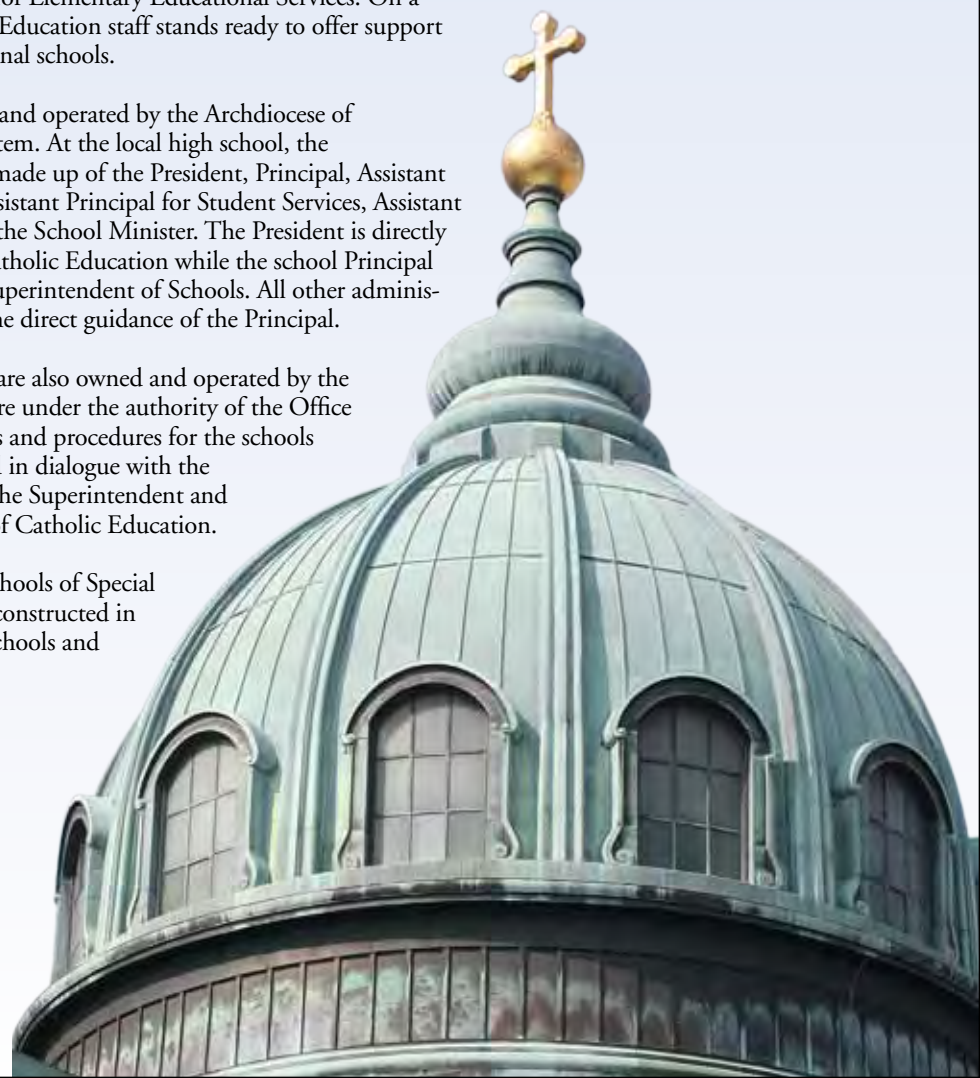 of Elementary Educational Services. On a
Education staff stands ready to offer support
nal schools.
and operated by the Archdiocese of
tem. At the local high school, the
made up of the President, Principal, Assistant
sistant Principal for Student Services, Assistant
the School Minister. The President is directly
atholic Education while the school Principal
uperintendent of Schools. All other adminis-
he direct guidance of the Principal.
are also owned and operated by the
re under the authority of the Office
s and procedures for the schools
l in dialogue with the
he Superintendent and
of Catholic Education.
hools of Special
constructed in
chools and